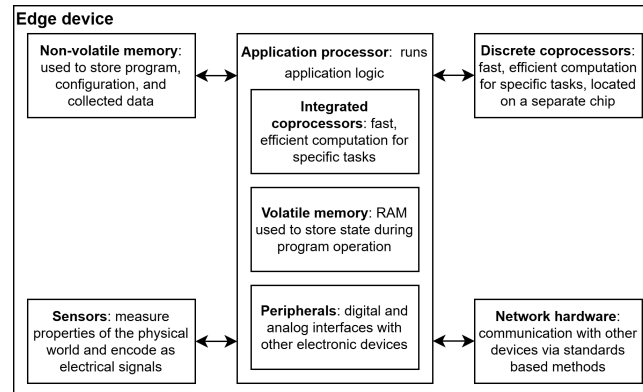 Edge device
Non-volatile memory:
used to store program,
configuration, and
collected data
Application processor: runs
application logic
Discrete coprocessors:
fast, efficient computation
for specific tasks, located
on a separate chip
Integrated
coprocessors: fast,
efficient computation for
specific tasks
Volatile memory: RAM
used to store state during
program operation
Sensors: measure
properties of the physical
world and encode as
electrical signals
Peripherals: digital and
analog interfaces with
other electronic devices
Network hardware:
communication with other
devices via standards
based methods